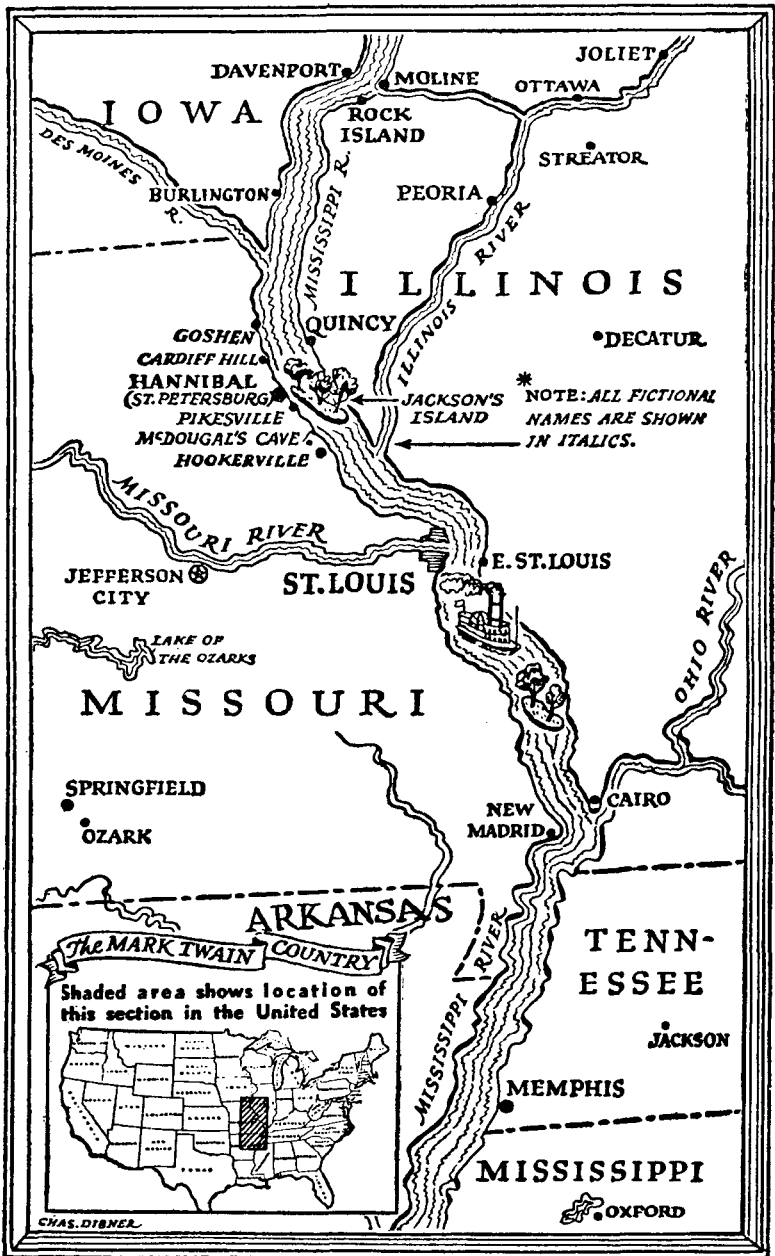 JOLIET
DAVENPORT
MOLINE
OTTAWA
IOWA
ROCK
ISLAND
DES MOINES
R.
STREATOR
BURLINGTON
MISSISSIPPI R.
PEORIA
ILLINOIS
ILLINOIS RIVER
QUINCY
GOSHEN
DECATUR
CARDIFF HILL
HANNIBAL
(ST. PETERSBURG)
JACKSON'S
ISLAND
* NOTE: ALL FICTIONAL
NAMES ARE SHOWN
IN ITALICS.
PIKESVILLE
McDOUGAL'S CAVE
HOOKERVILLE
MISSOURI RIVER
E. ST. LOUIS
JEFFERSON
CITY
ST. LOUIS
OHIO RIVER
LAKE OF
THE OZARKS
MISSOURI
SPRINGFIELD
OZARK
NEW
MADRID
CAIRO
ARKANSAS
MISSISSIPPI RIVER
TENN-
ESSEE
JACKSON
MEMPHIS
MISSISSIPPI
OXFORD
The MARK TWAIN COUNTRY
Shaded area shows location of
this section in the United States
CHAS. DIBNER